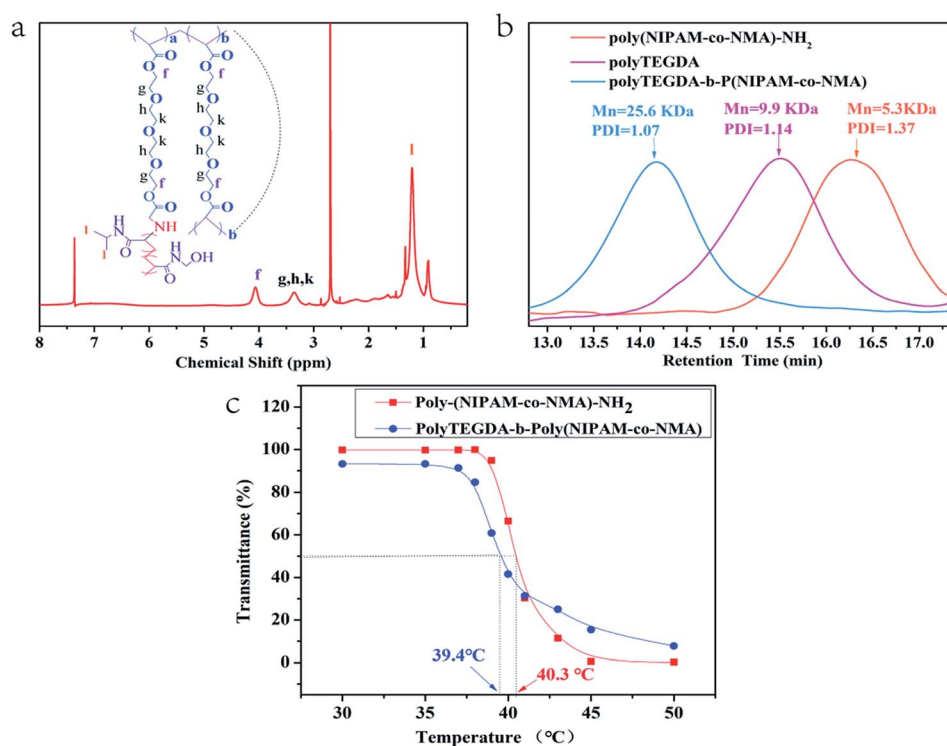 a
a
b
O
O
O
O
f
f
g
g
O
O
h
h
k
k
O
O
k
k
h
h
O
O
g
g
f
f
O
O
O
O
l
HN
NH
b
l
O
HN
OH
O
f
g,h,k
l
8
7
6
5
4
3
2
1
Chemical Shift (ppm)
b
poly(NIPAM-co-NMA)-NH2
polyTEGDA
polyTEGDA-b-P(NIPAM-co-NMA)
Mn=25.6 KDa
PDI=1.07
Mn=9.9 KDa
PDI=1.14
Mn=5.3KDa
PDI=1.37
13.0 13.5 14.0 14.5 15.0 15.5 16.0 16.5 17.0
Retention Time (min)
c
Poly-(NIPAM-co-NMA)-NH2
PolyTEGDA-b-Poly(NIPAM-co-NMA)
120
100
80
60
40
20
0
Transmittance (%)
39.4°C
40.3 °C
30 35 40 45 50
Temperature (°C)